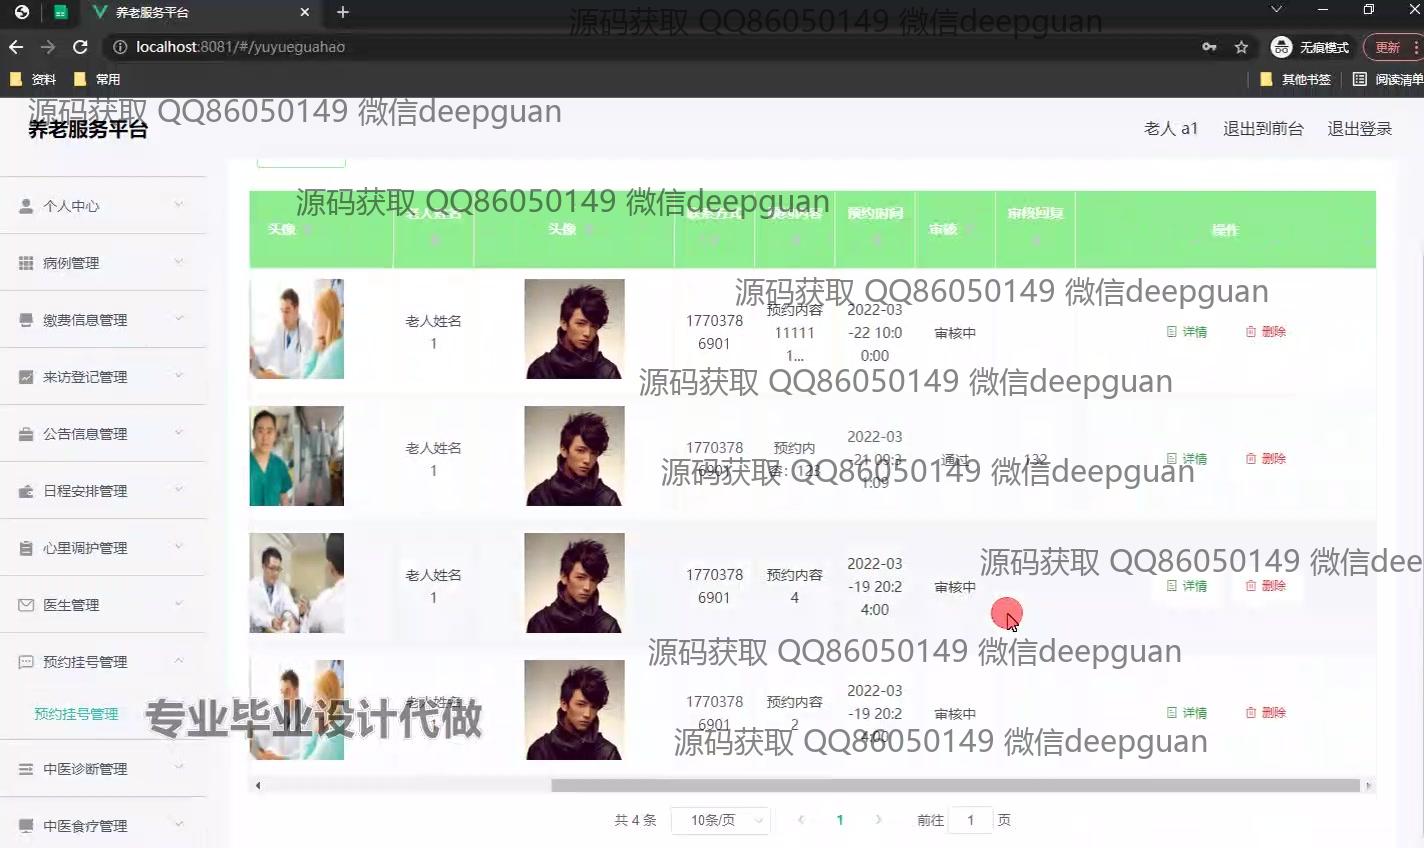 养老服务平台
源码获取 QQ86050149 微信deepguan
localhost:8081/#/yuyueguahao
无痕模式
更新
资料
常用
其他书签
阅读清单
源码获取 QQ86050149 微信deepguan
养老服务平台
老人 a1
退出到前台
退出登录
个人中心
病例管理
缴费信息管理
来访登记管理
公告信息管理
日程安排管理
心里调护管理
医生管理
预约挂号管理
预约挂号管理
中医诊断管理
中医食疗管理
源码获取 QQ86050149 微信deepguan
头像
老人姓名
头像
联系方式
预约内容
预约时间
审核
审核回复
操作
源码获取 QQ86050149 微信deepguan
老人姓名
1
1770378
6901
预约内容
11111
1...
2022-03
-22 10:0
0:00
审核中
详情
删除
源码获取 QQ86050149 微信deepguan
老人姓名
1
1770378
6901
预约内
容：123
2022-03
-21 09:3
1:09
通过
132
详情
删除
源码获取 QQ86050149 微信deepguan
老人姓名
1
1770378
6901
预约内容
4
2022-03
-19 20:2
4:00
审核中
详情
删除
源码获取 QQ86050149 微信dee
源码获取 QQ86050149 微信deepguan
老人姓名
1770378
6901
预约内容
2
2022-03
-19 20:2
4:00
审核中
详情
删除
专业毕业设计代做
源码获取 QQ86050149 微信deepguan
共 4 条
10条/页
1
前往
1
页